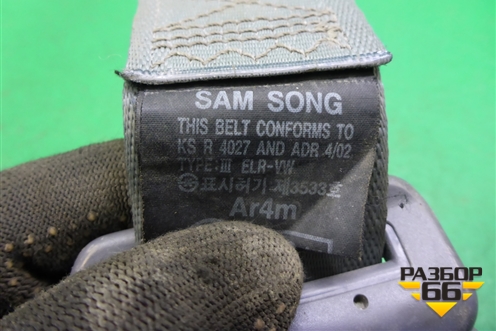 SAM SONG
THIS BELT CONFORMS TO
KS R 4027 AND ADR 4/02
TYPE: III ELR-VW
㉿표시허가 제3533호
Ar4m
РАЗБОР
66